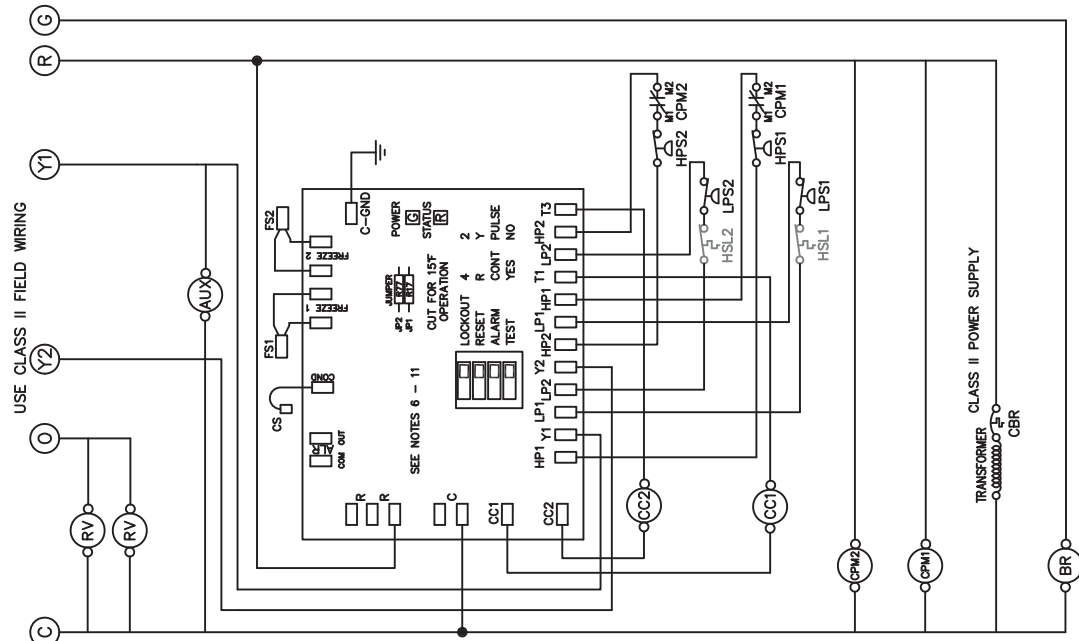 USE CLASS II FIELD WIRING
G
R
Y1
Y2
O
C
AUX
RV
RV
FS2
FS1
FREEZE 2
FREEZE 1
C-GND
POWER
G
STATUS
R
JUMPER
R77
R17
JP2
JP1
CUT FOR 15°F
OPERATION
LOCKOUT 4 2
RESET R Y
ALARM CONT PULSE
TEST YES NO
SEE NOTES 6 - 11
COND
CS
ALR
COM OUT
R
R
C
CC1
CC2
HP1
Y1
LP1
LP2
Y2
HP2
LP1
HP1
T1
LP2
HP2
T3
M1 M2
CPM2
HPS2
LPS2
HSL2
M1 M2
CPM1
HPS1
LPS1
HSL1
CC2
CC1
CLASS II POWER SUPPLY
TRANSFORMER
CBR
CPM2
CPM1
BR